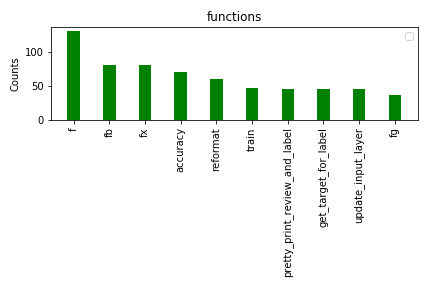 functions
Counts
100
50
0
f
fb
fx
accuracy
reformat
train
pretty_print_review_and_label
get_target_for_label
update_input_layer
fg